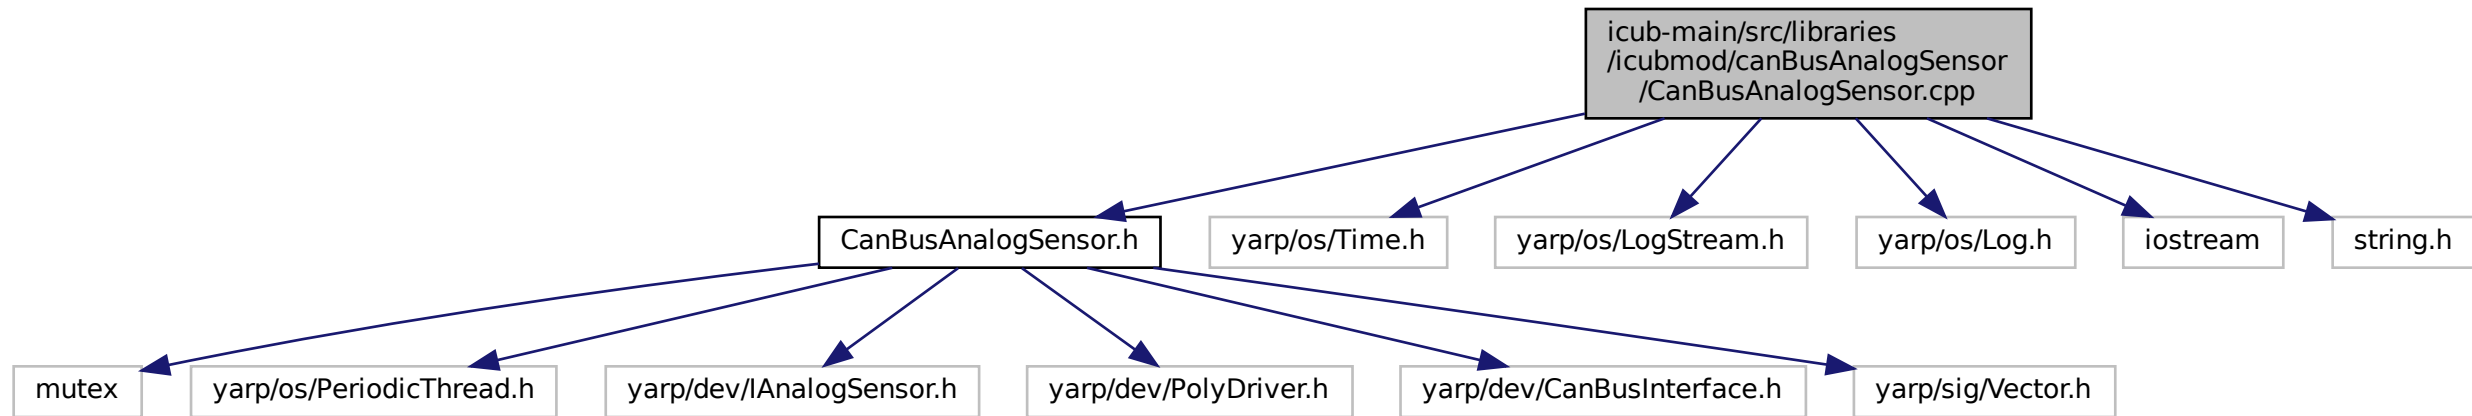 icub-main/src/libraries
/icubmod/canBusAnalogSensor
/CanBusAnalogSensor.cpp
CanBusAnalogSensor.h
yarp/os/Time.h
yarp/os/LogStream.h
yarp/os/Log.h
iostream
string.h
mutex
yarp/os/PeriodicThread.h
yarp/dev/IAnalogSensor.h
yarp/dev/PolyDriver.h
yarp/dev/CanBusInterface.h
yarp/sig/Vector.h